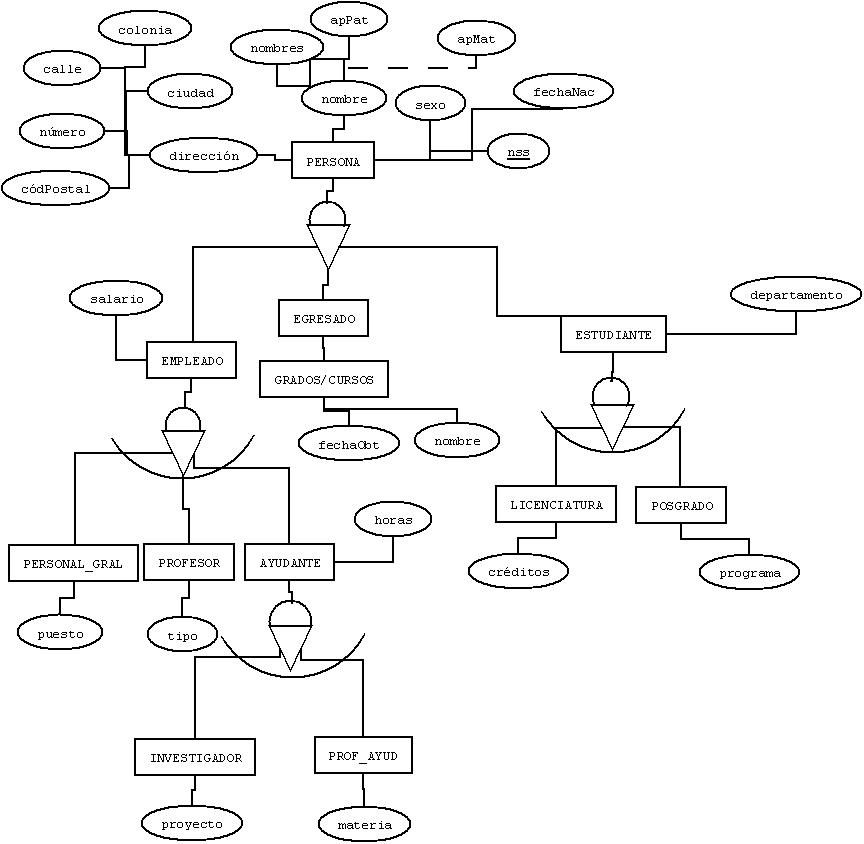 apPat
colonia
apMat
nombres
calle
ciudad
fechaNac
nombre
sexo
número
nss
dirección
PERSONA
códPostal
departamento
salario
EGRESADO
ESTUDIANTE
EMPLEADO
GRADOS/CURSOS
fechaObt
nombre
LICENCIATURA
POSGRADO
horas
PERSONAL_GRAL
PROFESOR
AYUDANTE
créditos
programa
puesto
tipo
INVESTIGADOR
PROF_AYUD
proyecto
materia